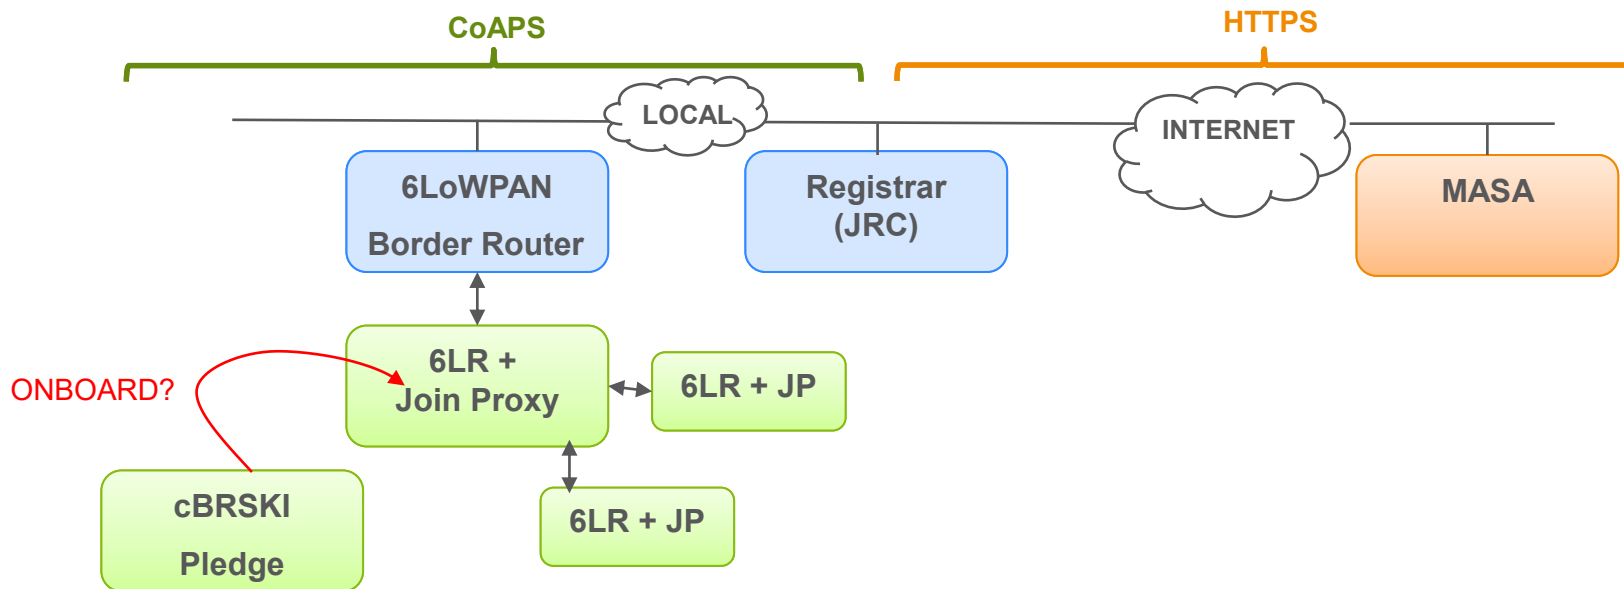 CoAPS
HTTPS
LOCAL
INTERNET
6LoWPAN
Border Router
Registrar
(JRC)
MASA
6LR +
Join Proxy
6LR + JP
ONBOARD?
cBRSKI
Pledge
6LR + JP